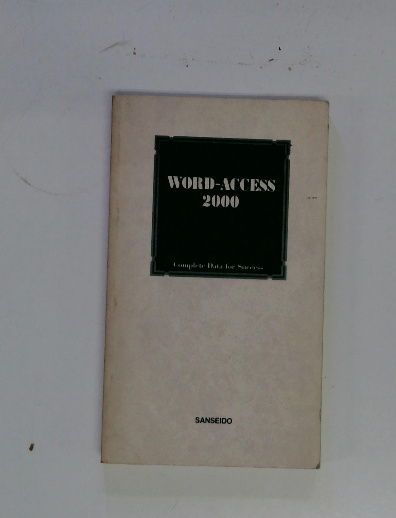 WORD-ACCESS
2000
Complete Data for Success
SANSEIDO